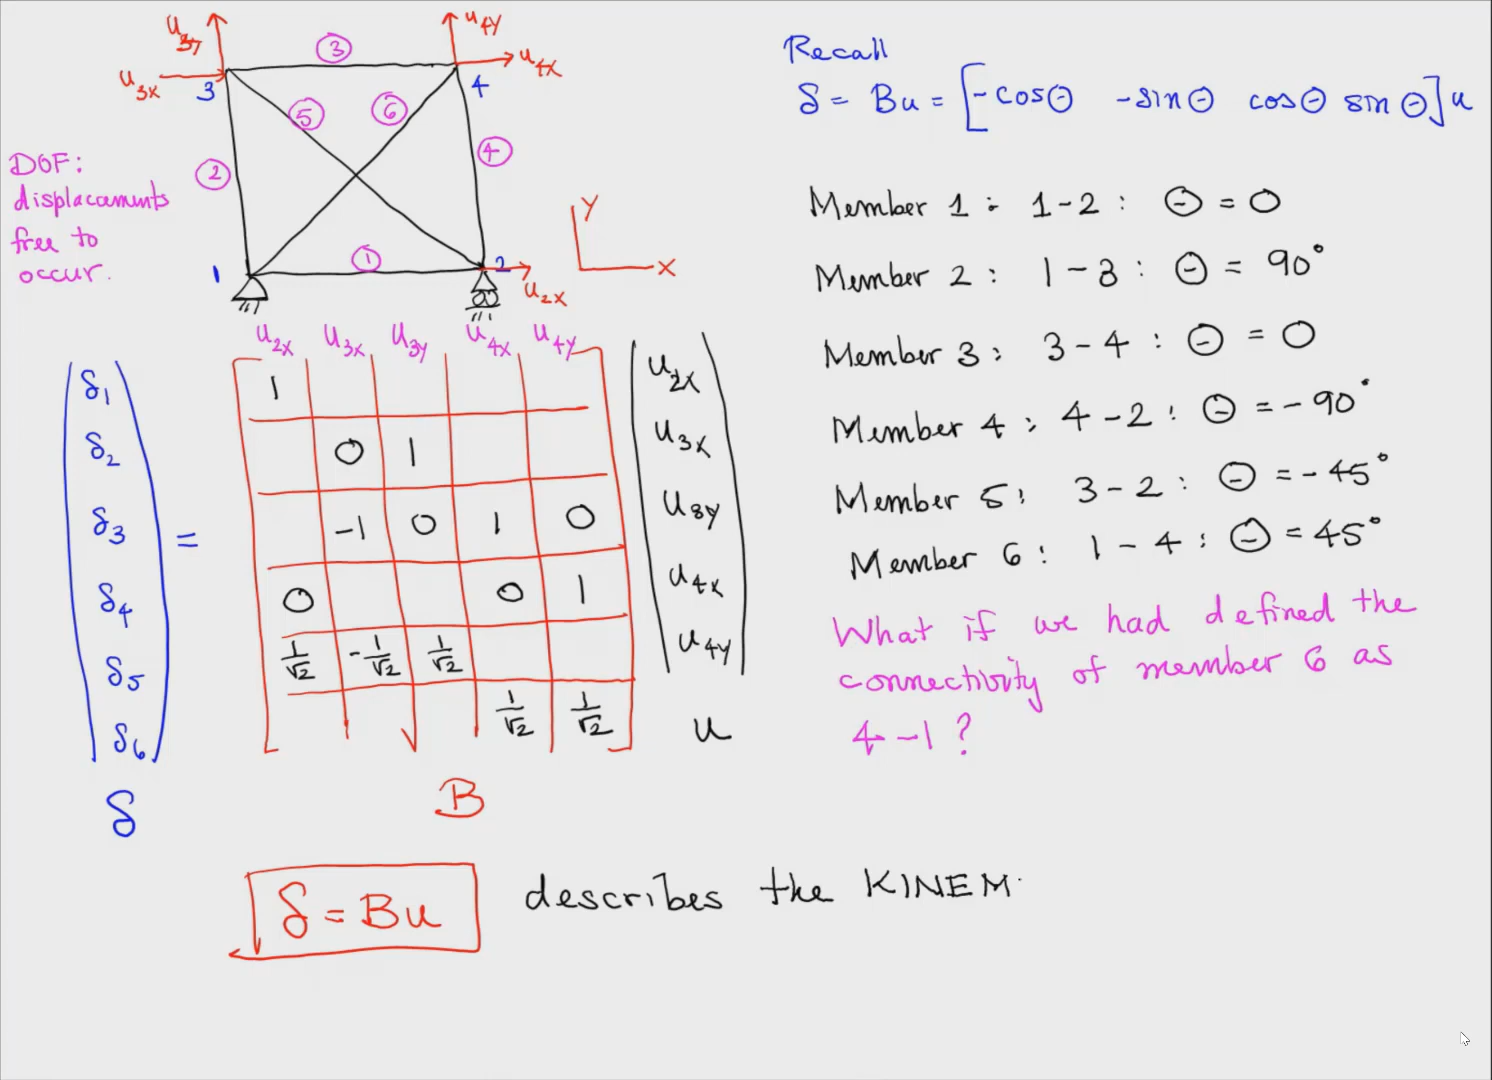 u3y
u4y
③
u3x
u4x
3
4
⑤
⑥
④
②
DOF:
displacements
free to
occur.
①
1
2
u2x
Y
X
Recall
δ = Bu = [-cosθ -sinθ cosθ sinθ]u
Member 1: 1-2: θ = 0
Member 2: 1-3: θ = 90°
Member 3: 3-4: θ = 0
Member 4: 4-2: θ = -90°
Member 5: 3-2: θ = -45°
Member 6: 1-4: θ = 45°
What if we had defined the
connectivity of member 6 as
4-1?
u2x u3x u3y u4x u4y
δ1 1 u2x
δ2 0 1 u3x
δ3 = -1 0 1 0 u3y
δ4 0 0 1 u4x
δ5 1/√2 -1/√2 1/√2 u4y
δ6 1/√2 1/√2 u
δ B
δ = Bu describes the KINEM